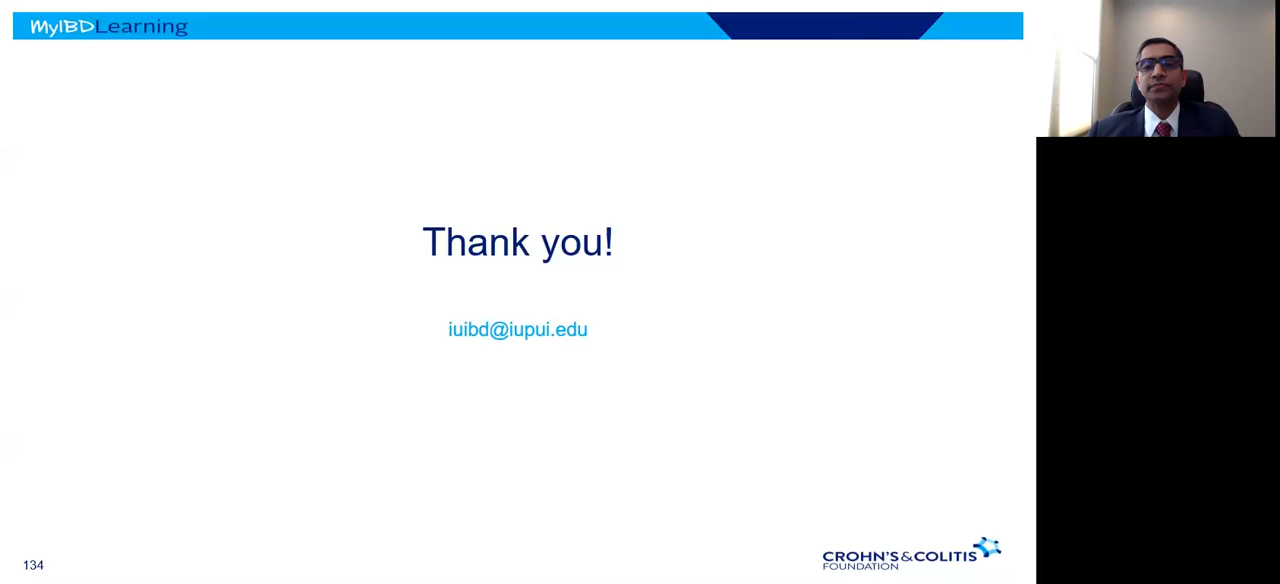 MyIBDLearning
Thank you!
iuibd@iupui.edu
134
CROHN'S & COLITIS
FOUNDATION